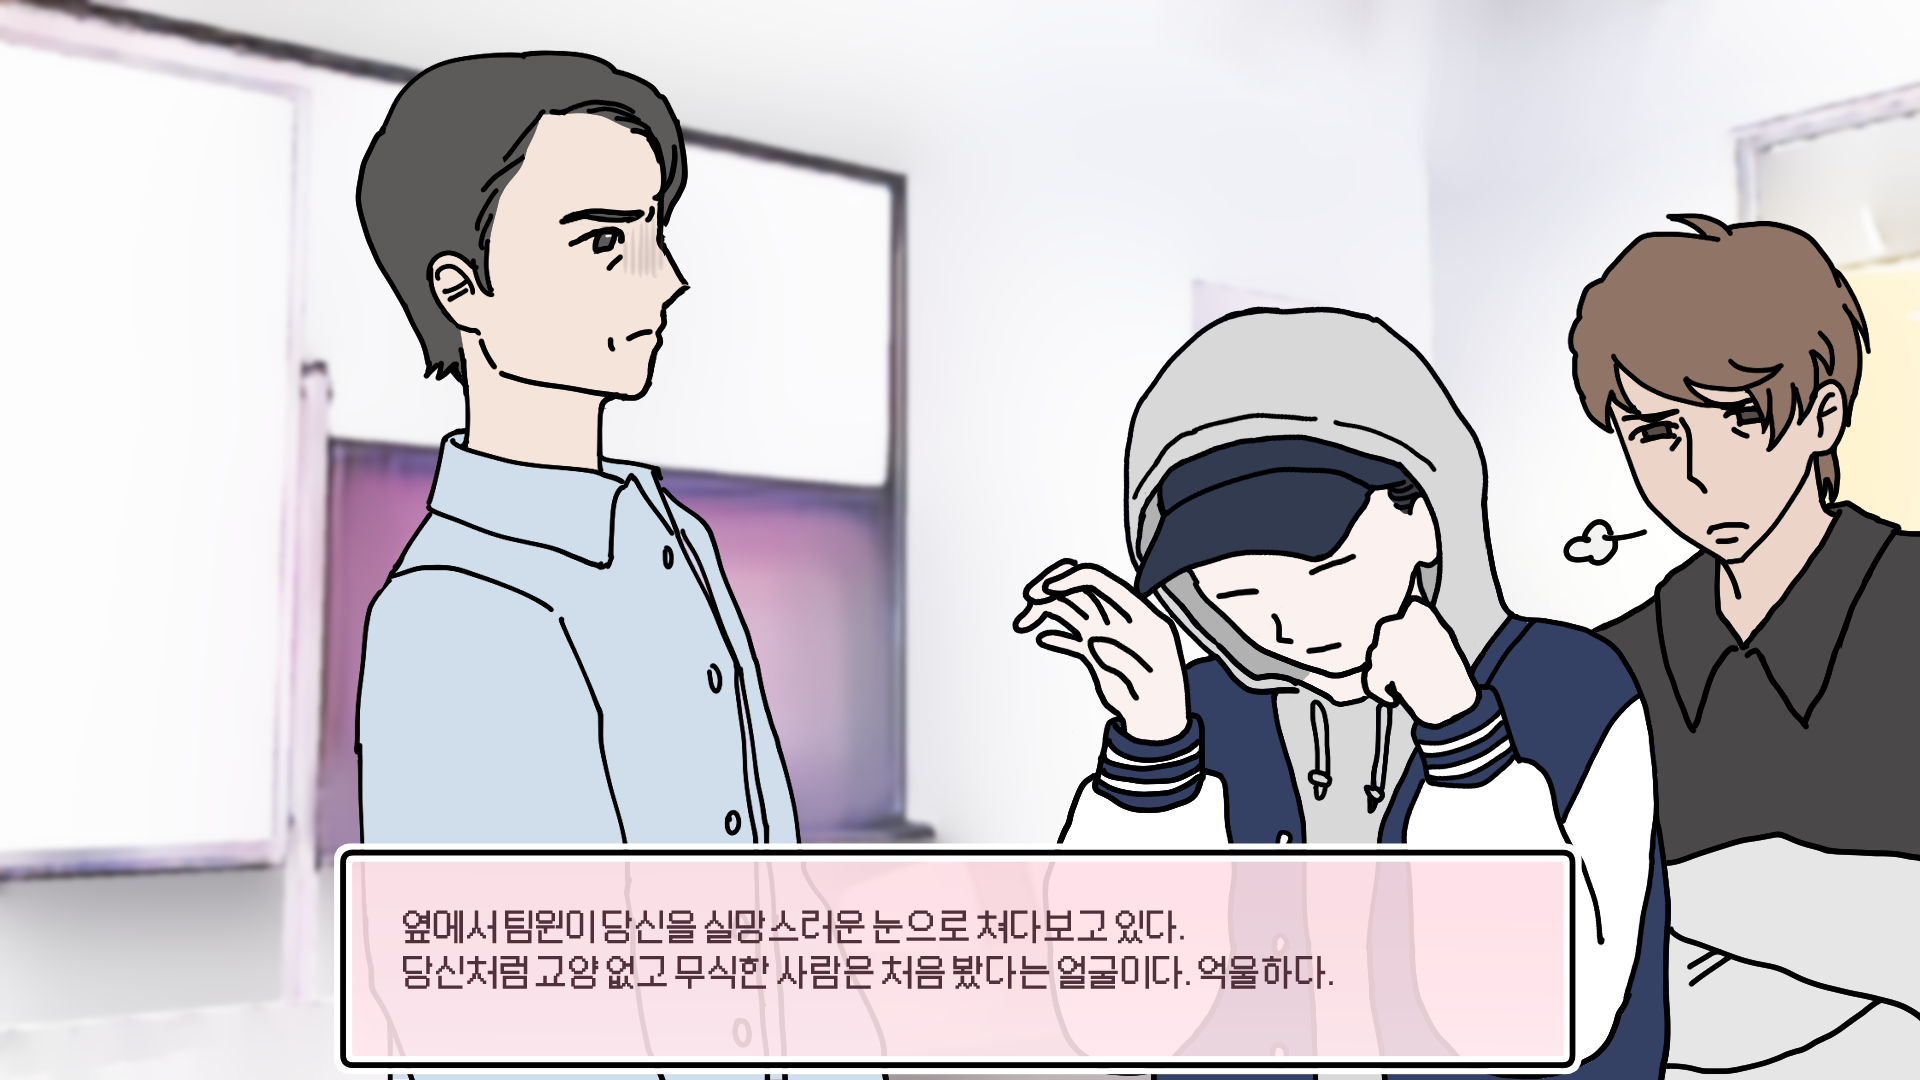 옆에서 팀원이 당신을 실망스러운 눈으로 쳐다보고 있다.
당신처럼 교양 없고 무식한 사람은 처음 봤다는 얼굴이다. 억울하다.